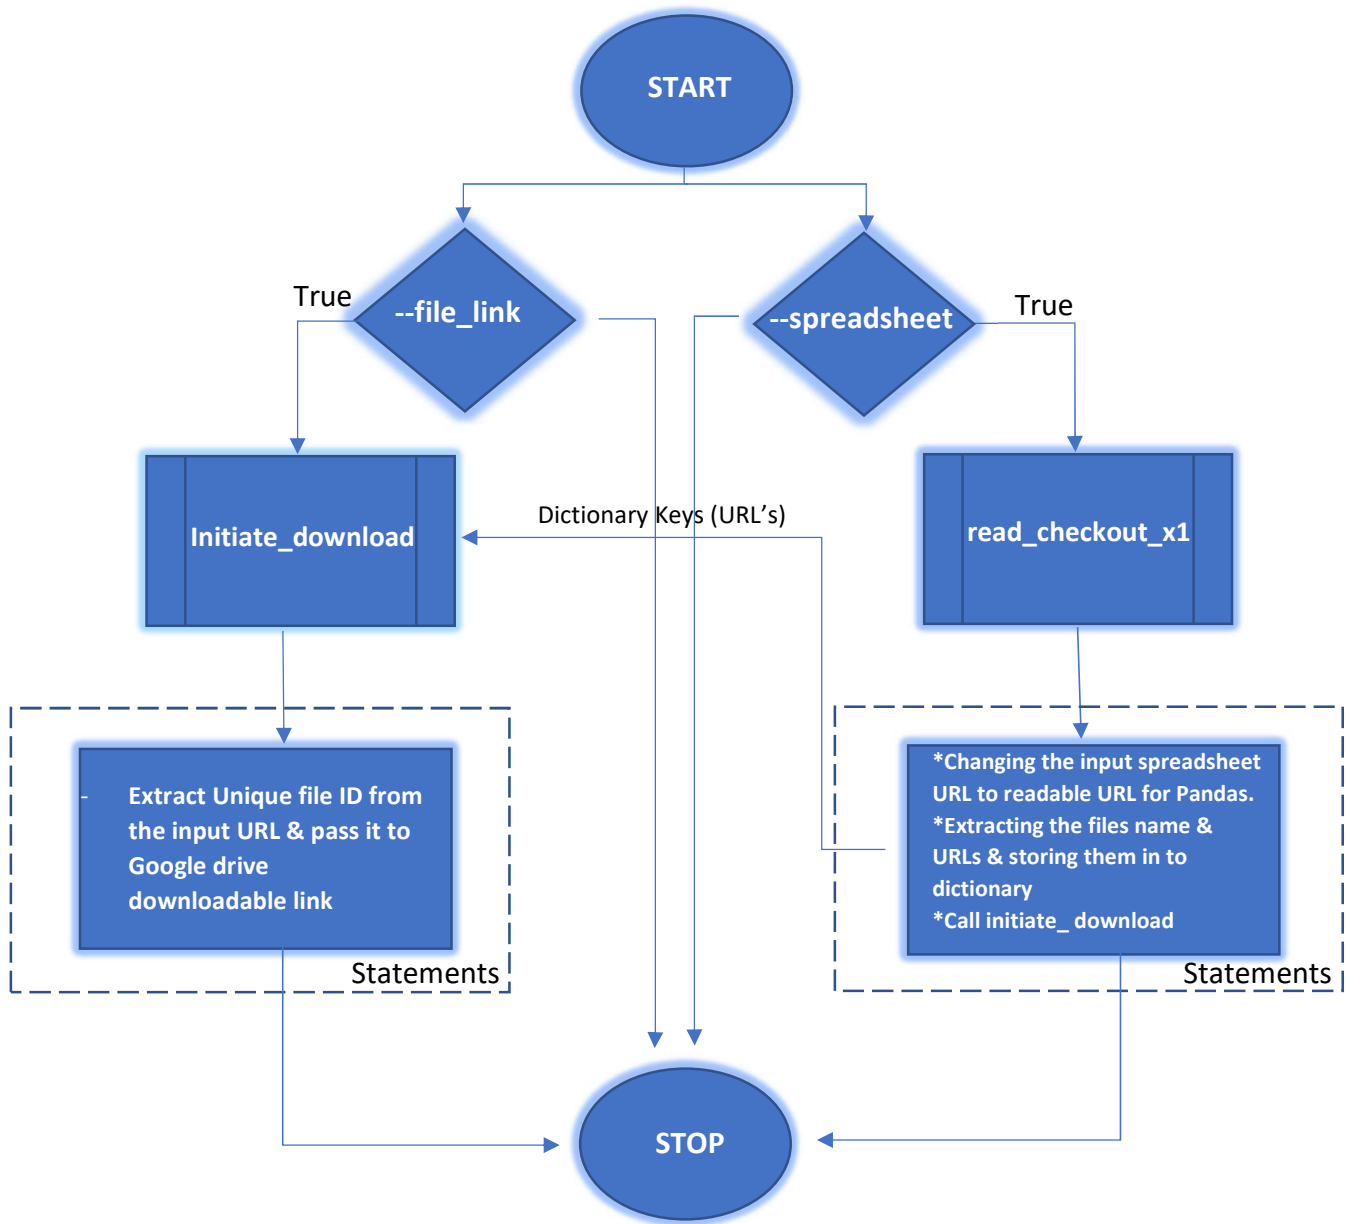 START
True
--file_link
--spreadsheet
True
Initiate_download
Dictionary Keys (URL’s)
read_checkout_x1
- Extract Unique file ID from
the input URL & pass it to
Google drive
downloadable link
Statements
*Changing the input spreadsheet
URL to readable URL for Pandas.
*Extracting the files name &
URLs & storing them in to
dictionary
*Call initiate_ download
Statements
STOP